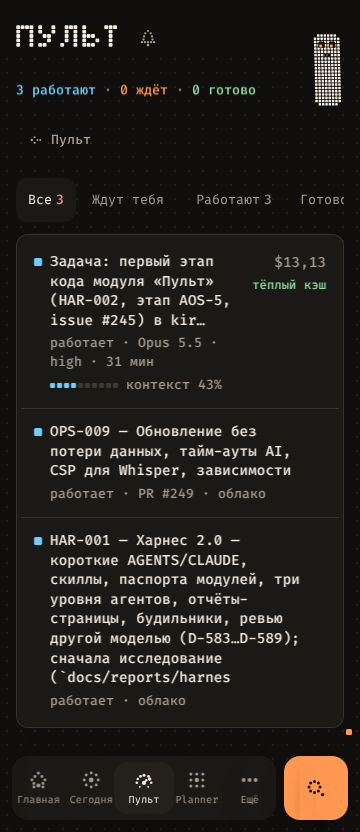 ПУЛЬТ
3 работают · 0 ждёт · 0 готово
Пульт
Все 3 Ждут тебя Работают 3 Готово
Задача: первый этап
кода модуля «Пульт»
(HAR-002, этап AOS-5,
issue #245) в kir…
$13,13
тёплый кэш
работает · Opus 5.5 ·
high · 31 мин
контекст 43%
OPS-009 — Обновление без
потери данных, тайм-ауты AI,
CSP для Whisper, зависимости
работает · PR #249 · облако
HAR-001 — Харнес 2.0 —
короткие AGENTS/CLAUDE,
скиллы, паспорта модулей, три
уровня агентов, отчёты-
страницы, будильники, ревью
другой моделью (D-583…D-589);
сначала исследование
(`docs/reports/harnes
работает · облако
Главная Сегодня Пульт Planner Ещё